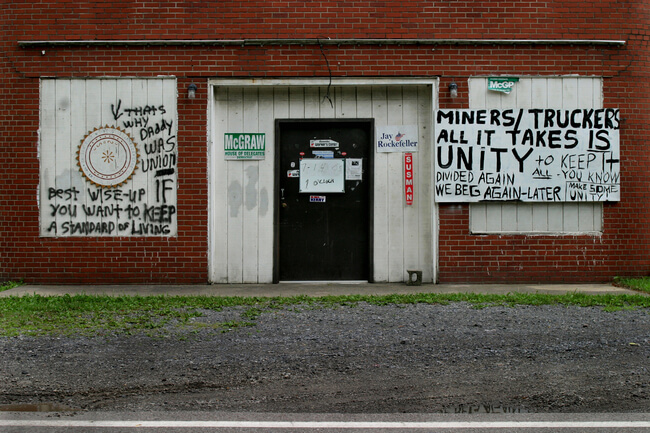 THATS
WHY
DADDY
WAS
UNION
IF
BEST WISE-UP
YOU WANT to KEEP
A STANDARD OF LIVING
McGRAW
HOUSE OF DELEGATES
Jay
Rockefeller
SUSMAN
McGP
MINERS/TRUCKERS
ALL IT TAKES IS
UNITY to KEEP It
DIVIDED AGAIN ALL - YOU KNOW
WE BEG AGAIN-LATER
MAKE SOME
UNITY